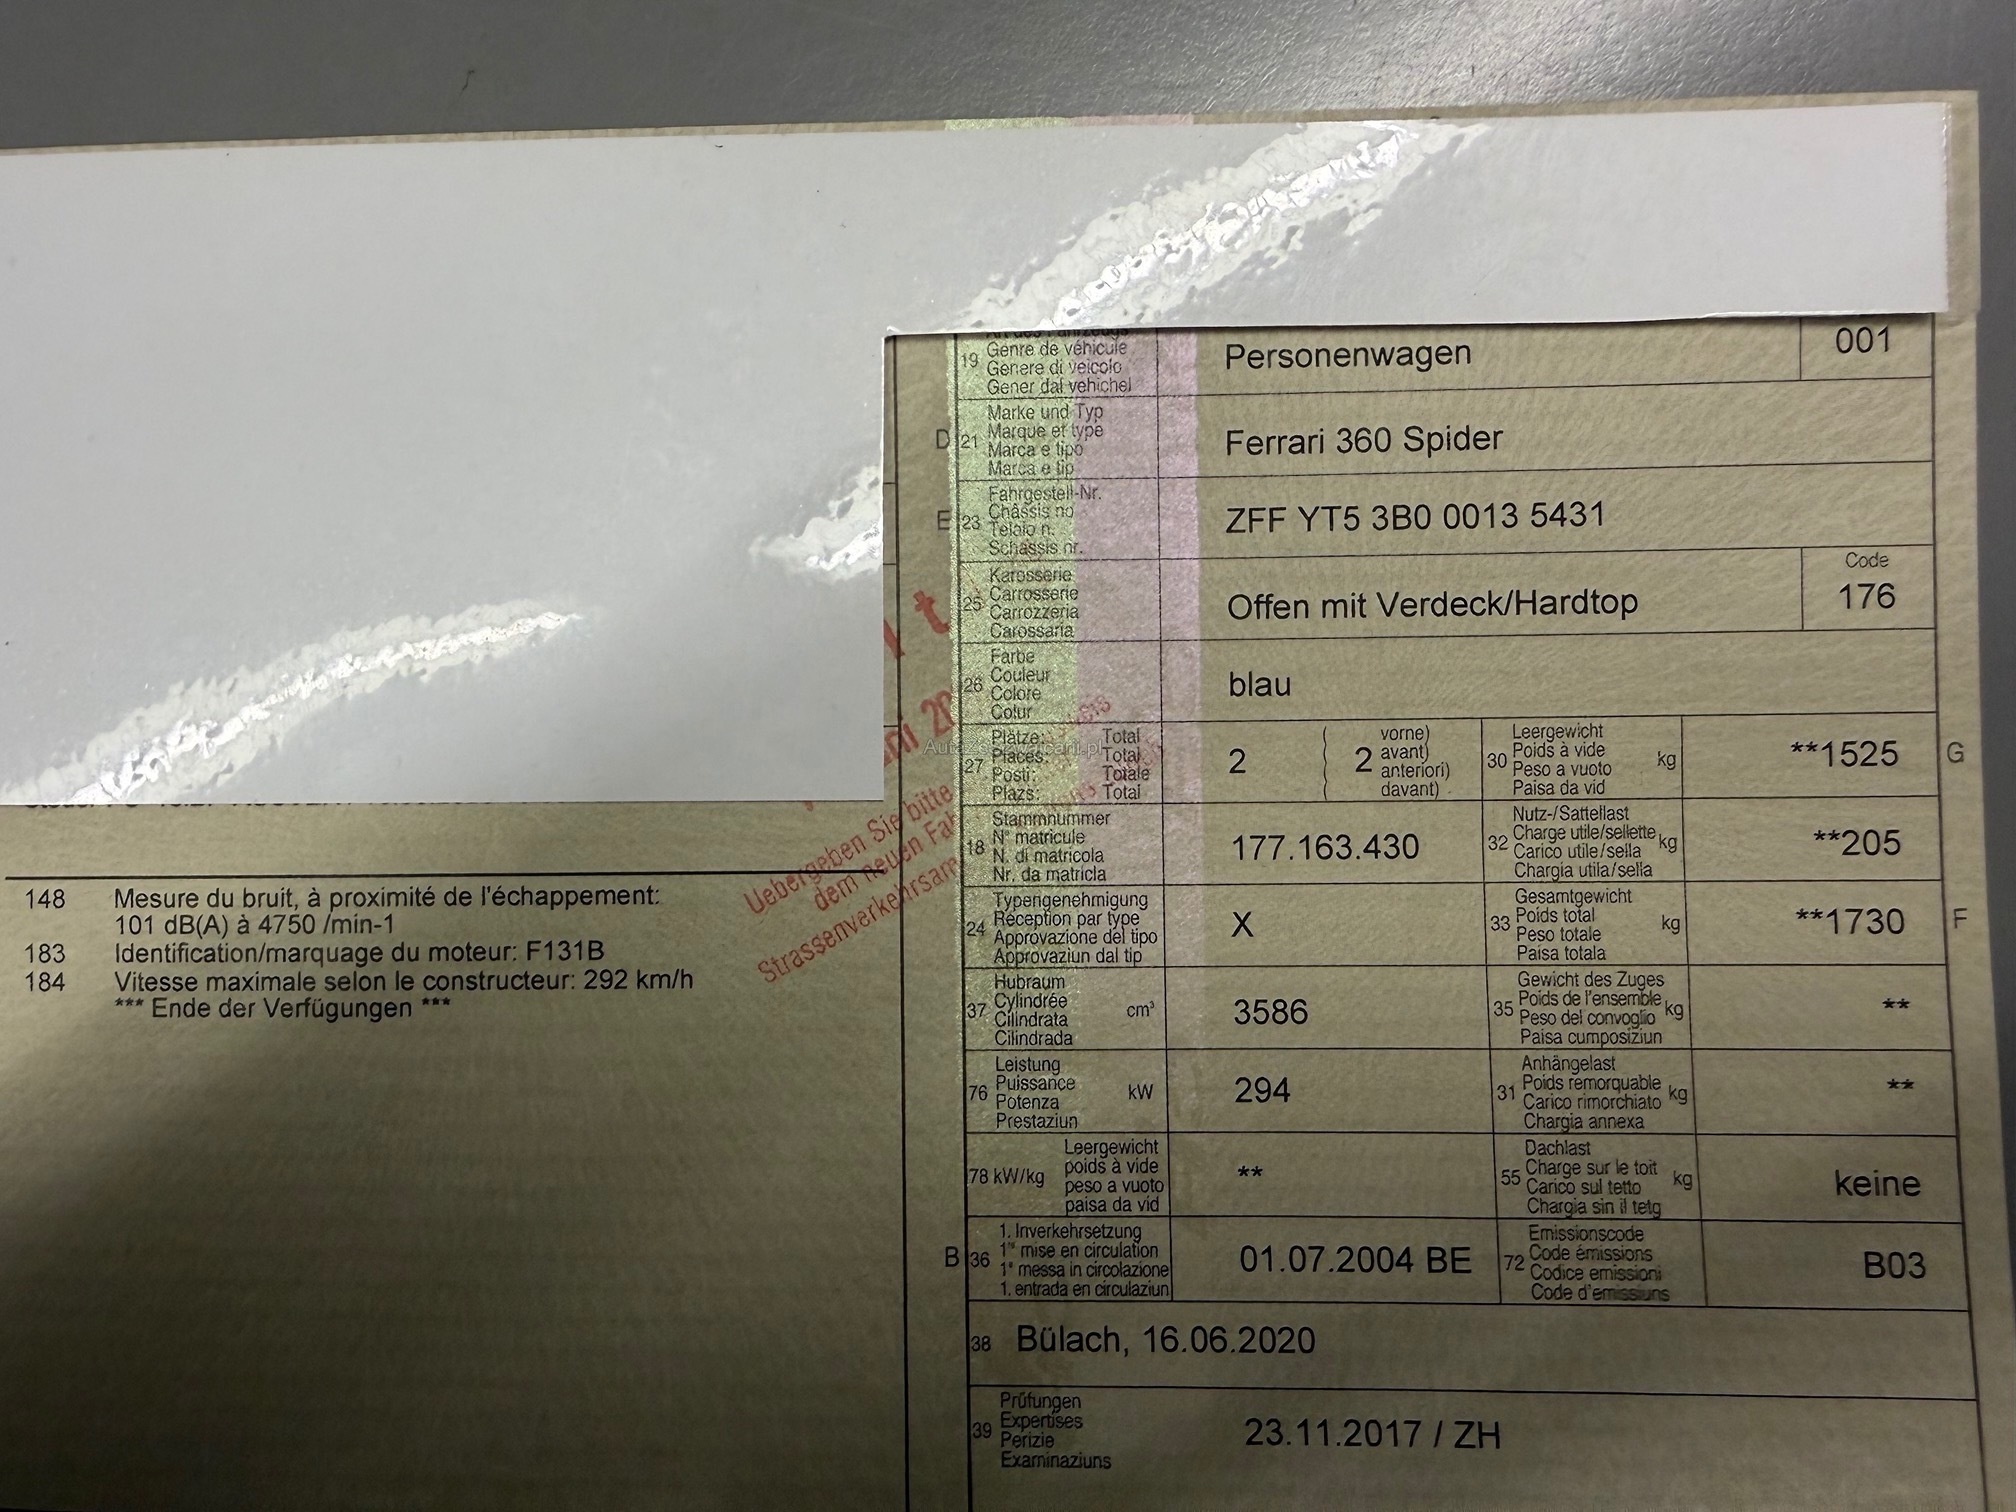 148 Mesure du bruit, à proximité de l'échappement:
101 dB(A) à 4750 /min-1
183 Identification/marquage du moteur: F131B
184 Vitesse maximale selon le constructeur: 292 km/h
*** Ende der Verfügungen ***
Uebergeben Sie bitte
dem neuen Fah
Strassenverkehrsam
Art des Fahrzeugs
19 Genre de véhicule
Genere di veicolo
Gener dal vehichel
Personenwagen
001
D 21 Marke und Typ
Marque et type
Marca e tipo
Marca e tip
Ferrari 360 Spider
E 23 Fahrgestell-Nr.
Châssis no
Telaio n.
Schassis nr.
ZFF YT5 3B0 0013 5431
25 Karosserie
Carrosserie
Carrozzeria
Carossaria
Offen mit Verdeck/Hardtop
Code
176
26 Farbe
Couleur
Colore
Colur
blau
27 Plätze: Total
Places: Total
Posti: Totale
Plazs: Total
2
2 vorne)
avant)
anteriori)
davant)
30 Leergewicht
Poids à vide kg
Peso a vuoto
Paisa da vid
**1525 G
18 Stammnummer
N° matricule
N. di matricola
Nr. da matricla
177.163.430
32 Nutz-/Sattellast
Charge utile/sellette kg
Carico utile/sella
Chargia utila/sella
**205
24 Typengenehmigung
Réception par type
Approvazione del tipo
Approvaziun dal tip
X
33 Gesamtgewicht
Poids total kg
Peso totale
Paisa totala
**1730 F
37 Hubraum
Cylindrée cm³
Cilindrata
Cilindrada
3586
35 Gewicht des Zuges
Poids de l'ensemble kg
Peso del convoglio
Paisa cumposiziun
**
76 Leistung
Puissance kW
Potenza
Prestaziun
294
31 Anhängelast
Poids remorquable kg
Carico rimorchiato
Chargia annexa
**
78 kW/kg Leergewicht
poids à vide
peso a vuoto
paisa da vid
**
55 Dachlast
Charge sur le toit kg
Carico sul tetto
Chargia sin il tetg
keine
B 36 1. Inverkehrsetzung
1re mise en circulation
1a messa in circolazione
1. entrada en circulaziun
01.07.2004 BE
72 Emissionscode
Code émissions
Codice emissioni
Code d'emissiuns
B03
38 Bülach, 16.06.2020
39 Prüfungen
Expertises
Perizie
Examinaziuns
23.11.2017 / ZH